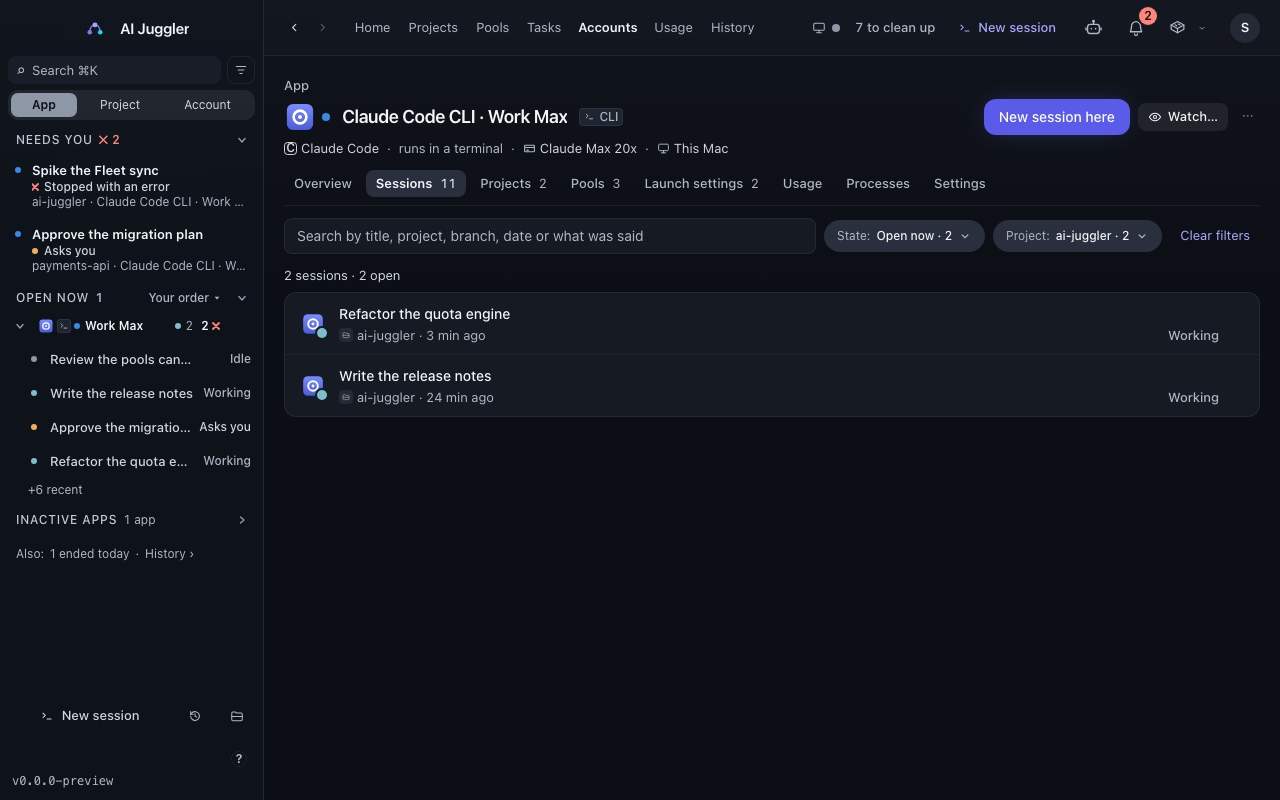 AI Juggler
Search ⌘K
App Project Account
NEEDS YOU 2
Spike the Fleet sync
Stopped with an error
ai-juggler · Claude Code CLI · Work ...
Approve the migration plan
Asks you
payments-api · Claude Code CLI · W...
OPEN NOW 1 Your order
Work Max 2 2
Review the pools can... Idle
Write the release notes Working
Approve the migratio... Asks you
Refactor the quota e... Working
+6 recent
INACTIVE APPS 1 app
Also: 1 ended today · History ›
New session
?
v0.0.0-preview
Home Projects Pools Tasks Accounts Usage History 7 to clean up New session 2 S
App
Claude Code CLI · Work Max CLI New session here Watch... ...
C Claude Code · runs in a terminal · Claude Max 20x · This Mac
Overview Sessions 11 Projects 2 Pools 3 Launch settings 2 Usage Processes Settings
Search by title, project, branch, date or what was said State: Open now · 2 Project: ai-juggler · 2 Clear filters
2 sessions · 2 open
Refactor the quota engine
ai-juggler · 3 min ago Working
Write the release notes
ai-juggler · 24 min ago Working